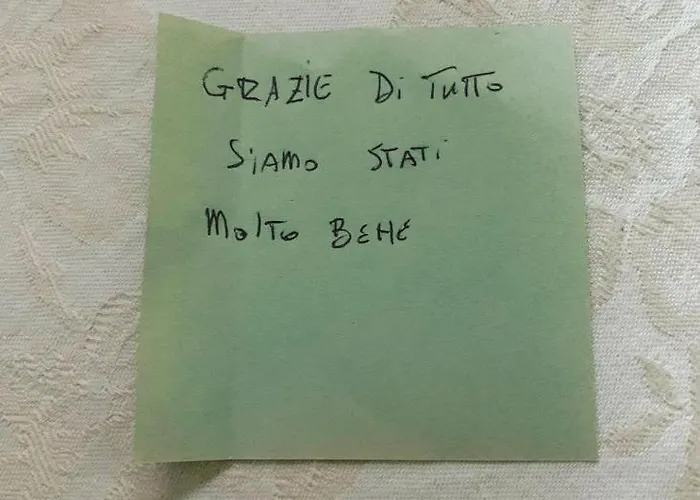 GRAZIE Di TUTTO
SiAMO STATi
MOlTO BENE